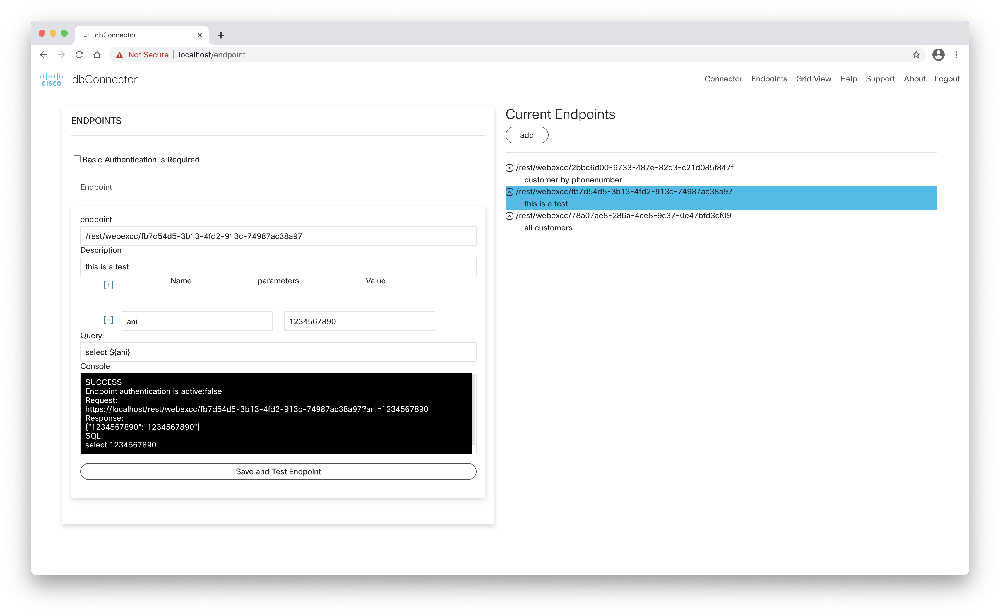 dbConnector
Not Secure
localhost/endpoint
CISCO
dbConnector
Connector Endpoints Grid View Help Support About Logout
ENDPOINTS
Basic Authentication is Required
Endpoint
endpoint
/rest/webexcc/fb7d54d5-3b13-4fd2-913c-74987ac38a97
Description
this is a test
[+] Name parameters Value
[-] ani 1234567890
Query
select ${ani}
Console
SUCCESS
Endpoint authentication is active:false
Request:
https://localhost/rest/webexcc/fb7d54d5-3b13-4fd2-913c-74987ac38a97?ani=1234567890
Response:
{"1234567890":"1234567890"}
SQL:
select 1234567890
Save and Test Endpoint
Current Endpoints
add
/rest/webexcc/2bbc6d00-6733-487e-82d3-c21d085f847f
customer by phonenumber
/rest/webexcc/fb7d54d5-3b13-4fd2-913c-74987ac38a97
this is a test
/rest/webexcc/78a07ae8-286a-4ce8-9c37-0e47bfd3cf09
all customers